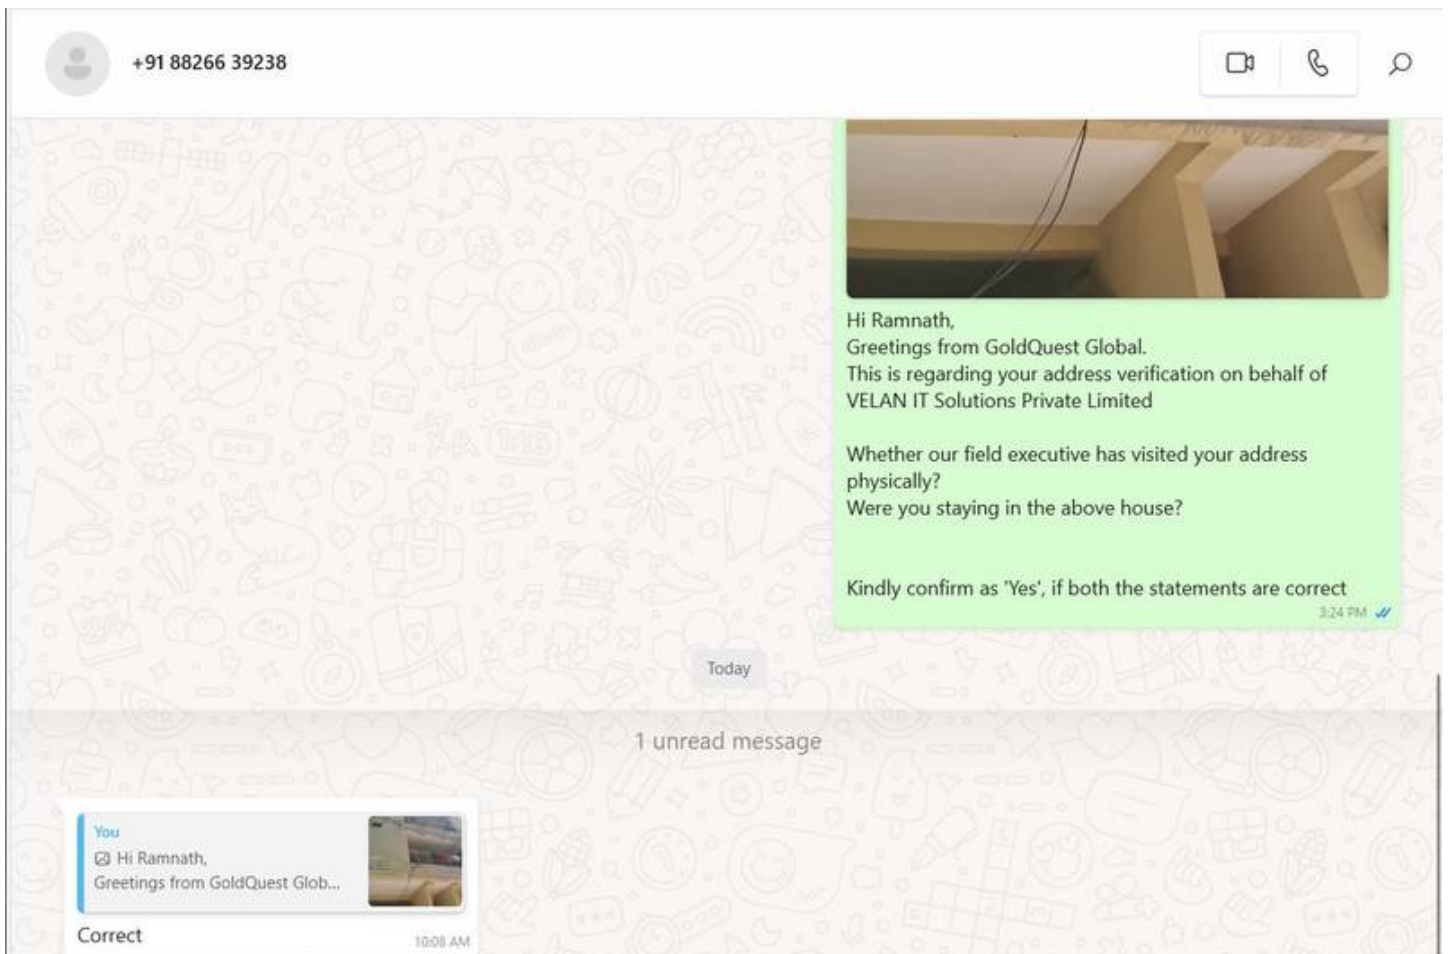 +91 88266 39238
Hi Ramnath,
Greetings from GoldQuest Global.
This is regarding your address verification on behalf of
VELAN IT Solutions Private Limited
Whether our field executive has visited your address
physically?
Were you staying in the above house?
Kindly confirm as 'Yes', if both the statements are correct
3:24 PM
Today
1 unread message
You
Hi Ramnath,
Greetings from GoldQuest Glob...
Correct
10:08 AM